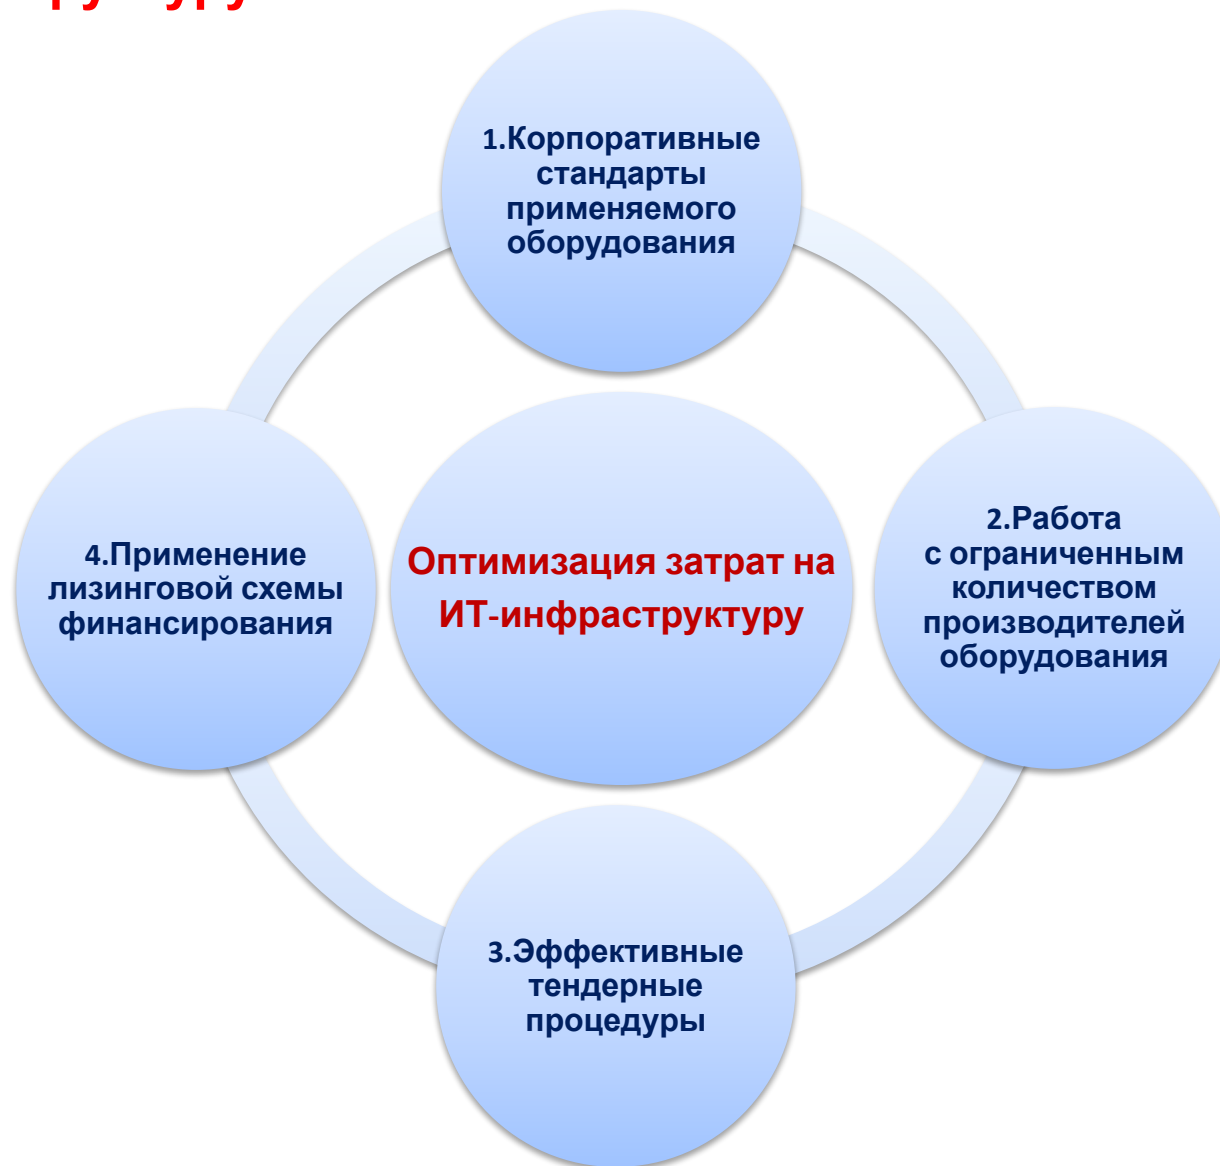 1.Корпоративные
стандарты
применяемого
оборудования
2.Работа
с ограниченным
количеством
производителей
оборудования
Оптимизация затрат на
ИТ-инфраструктуру
4.Применение
лизинговой схемы
финансирования
3.Эффективные
тендерные
процедуры